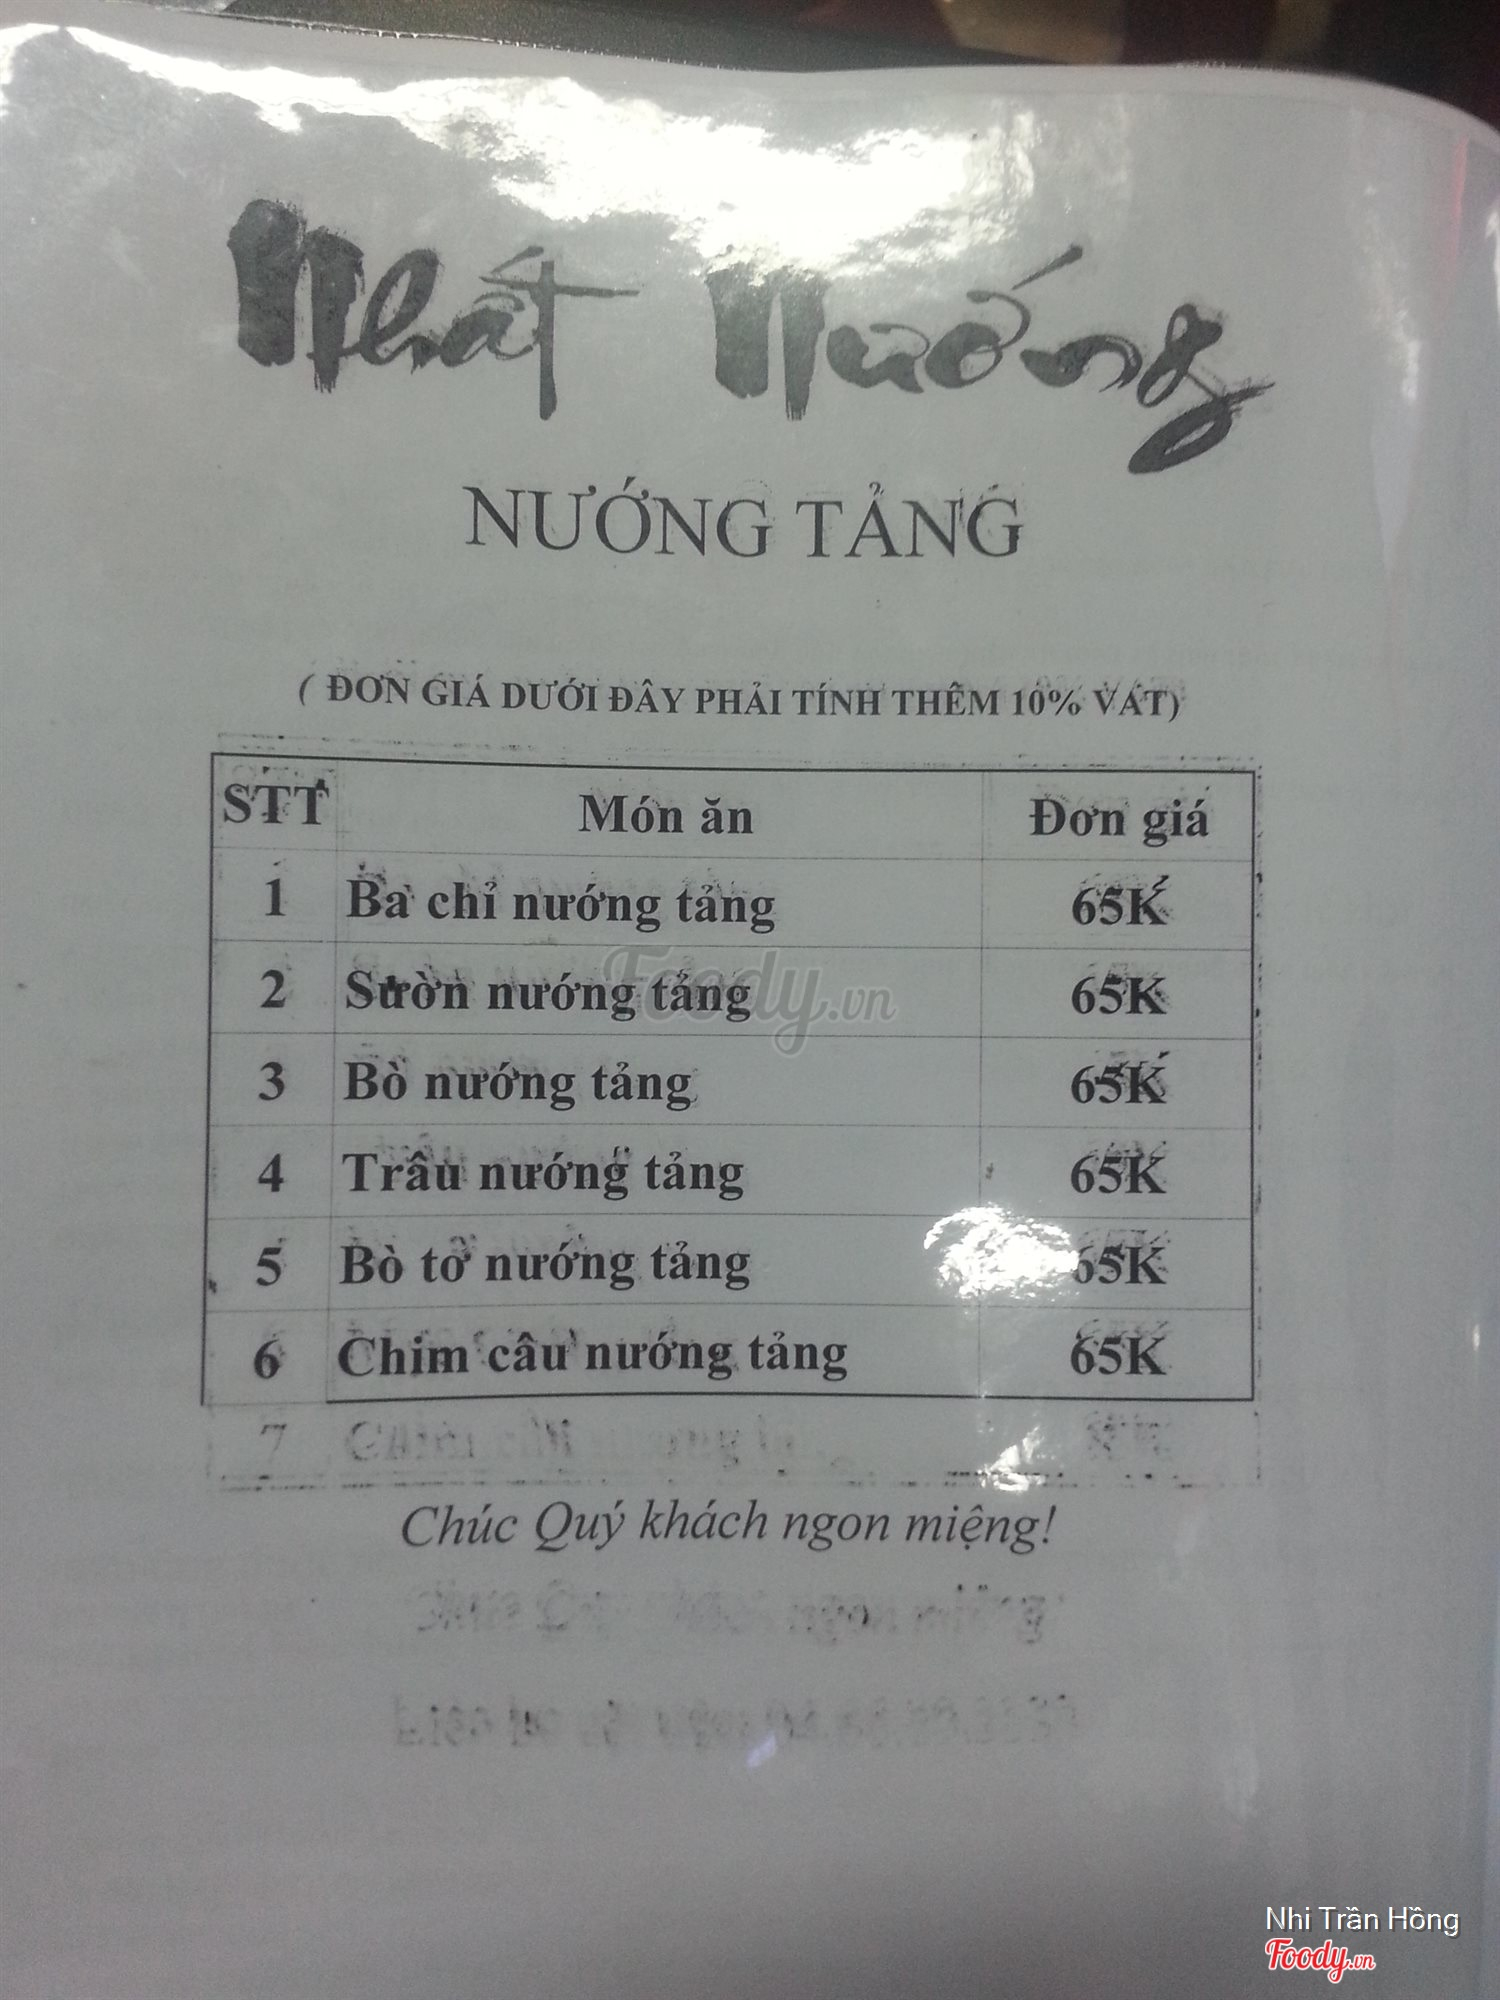 Nhất Nướng
NƯỚNG TẢNG
( ĐƠN GIÁ DƯỚI ĐÂY PHẢI TÍNH THÊM 10% VAT)
STT Món ăn Đơn giá
1 Ba chỉ nướng tảng 65K
2 Sườn nướng tảng 65K
3 Bò nướng tảng 65K
4 Trâu nướng tảng 65K
5 Bò tơ nướng tảng 65K
6 Chim câu nướng tảng 65K
7
Chúc Quý khách ngon miệng!
Foody.vn
Nhi Trần Hồng
Foody.vn